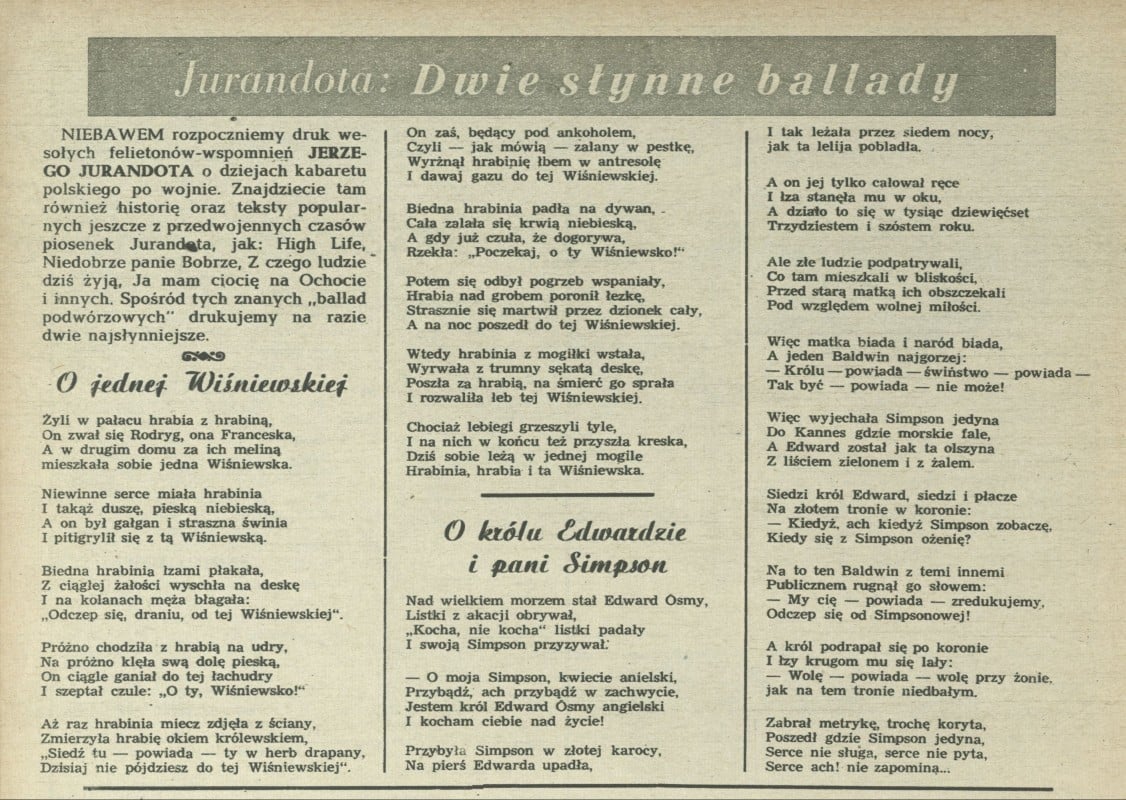 Jurandota: Dwie słynne ballady
NIEBAWEM rozpoczniemy druk we-
sołych felietonów-wspomnień JERZE-
GO JURANDOTA o dziejach kabaretu
polskiego po wojnie. Znajdziecie tam
również historię oraz teksty popular-
nych jeszcze z przedwojennych czasów
piosenek Jurandota, jak: High Life,
Niedobrze panie Bobrze, Z czego ludzie
dziś żyją, Ja mam ciocię na Ochocie
i innych. Spośród tych znanych „ballad
podwórzowych" drukujemy na razie
dwie najsłynniejsze.
O jednej Wiśniewskiej
Żyli w pałacu hrabia z hrabiną,
On zwał się Rodryg, ona Franceska,
A w drugim domu za ich meliną
mieszkała sobie jedna Wiśniewska.
Niewinne serce miała hrabinia
I takąż duszę, pieską niebieską,
A on był gałgan i straszna świnia
I pitigrylił się z tą Wiśniewską.
Biedna hrabinia łzami płakała,
Z ciągłej żałości wyschła na deskę
I na kolanach męża błagała:
„Odczep się, draniu, od tej Wiśniewskiej".
Próżno chodziła z hrabią na udry,
Na próżno klęła swą dolę pieską,
On ciągle ganiał do tej łachudry
I szeptał czule: „O ty, Wiśniewsko!"
Aż raz hrabinia miecz zdjęła z ściany,
Zmierzyła hrabię okiem królewskiem,
„Siedź tu — powiada — ty w herb drapany,
Dzisiaj nie pójdziesz do tej Wiśniewskiej".
On zaś, będący pod ankoholem,
Czyli — jak mówią — zalany w pestkę,
Wyrżnął hrabinię łbem w antresolę
I dawaj gazu do tej Wiśniewskiej.
Biedna hrabinia padła na dywan,
Cała zalała się krwią niebieską,
A gdy już czuła, że dogorywa,
Rzekła: „Poczekaj, o ty Wiśniewsko!"
Potem się odbył pogrzeb wspaniały,
Hrabia nad grobem poronił łezkę,
Strasznie się martwił przez dzionek cały,
A na noc poszedł do tej Wiśniewskiej.
Wtedy hrabinia z mogiłki wstała,
Wyrwała z trumny sękatą deskę,
Poszła za hrabią, na śmierć go sprała
I rozwaliła łeb tej Wiśniewskiej.
Chociaż lebiegi grzeszyli tyle,
I na nich w końcu też przyszła kreska,
Dziś sobie leżą w jednej mogile
Hrabinia, hrabia i ta Wiśniewska.
O królu Edwardzie
i pani Simpson
Nad wielkiem morzem stał Edward Ósmy,
Listki z akacji obrywał,
„Kocha, nie kocha" listki padały
I swoją Simpson przyzywał:
— O moja Simpson, kwiecie anielski,
Przybądź, ach przybądź w zachwycie,
Jestem król Edward Ósmy angielski
I kocham ciebie nad życie!
Przybyła Simpson w złotej karocy,
Na pierś Edwarda upadła,
I tak leżała przez siedem nocy,
jak ta lelija pobladła.
A on jej tylko całował ręce
I łza stanęła mu w oku,
A działo to się w tysiąc dziewięćset
Trzydziestem i szóstem roku.
Ale złe ludzie podpatrywali,
Co tam mieszkali w bliskości,
Przed starą matką ich obszczekali
Pod względem wolnej miłości.
Więc matka biada i naród biada,
A jeden Baldwin najgorzej:
— Królu — powiada — świństwo — powiada —
Tak być — powiada — nie może!
Więc wyjechała Simpson jedyna
Do Kannes gdzie morskie fale,
A Edward został jak ta olszyna
Z liściem zielonem i z żalem.
Siedzi król Edward, siedzi i płacze
Na złotem tronie w koronie:
— Kiedyż, ach kiedyż Simpson zobaczę,
Kiedy się z Simpson ożenię?
Na to ten Baldwin z temi innemi
Publicznem rugnął go słowem:
— My cię — powiada — zredukujemy,
Odczep się od Simpsonowej!
A król podrapał się po koronie
I łzy krugom mu się lały:
— Wolę — powiada — wolę przy żonie,
jak na tem tronie niedbałym.
Zabrał metrykę, trochę koryta,
Poszedł gdzie Simpson jedyna,
Serce nie sługa, serce nie pyta,
Serce ach! nie zapomina...